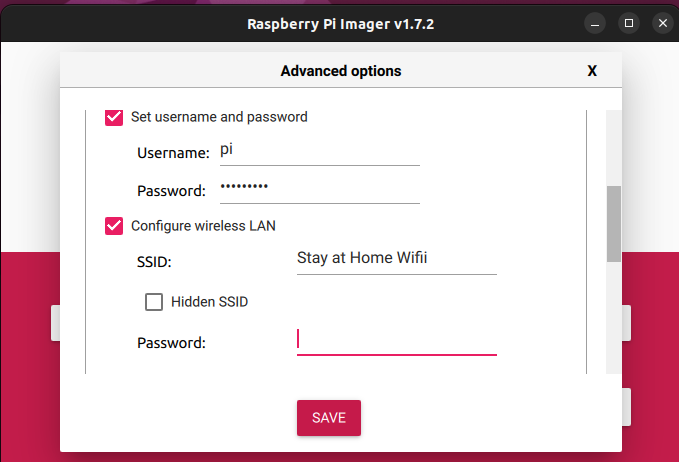 Raspberry Pi Imager v1.7.2
Advanced options
X
Set username and password
Username: pi
Password: •••••••••
Configure wireless LAN
SSID: Stay at Home Wifii
Hidden SSID
Password:
SAVE